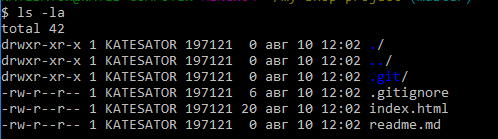 $ ls -la
total 42
drwxr-xr-x 1 KATESATOR 197121 0 авг 10 12:02 ./
drwxr-xr-x 1 KATESATOR 197121 0 авг 10 12:02 ../
drwxr-xr-x 1 KATESATOR 197121 0 авг 10 12:02 .git/
-rw-r--r-- 1 KATESATOR 197121 6 авг 10 12:02 .gitignore
-rw-r--r-- 1 KATESATOR 197121 20 авг 10 12:02 index.html
-rw-r--r-- 1 KATESATOR 197121 0 авг 10 12:02 readme.md